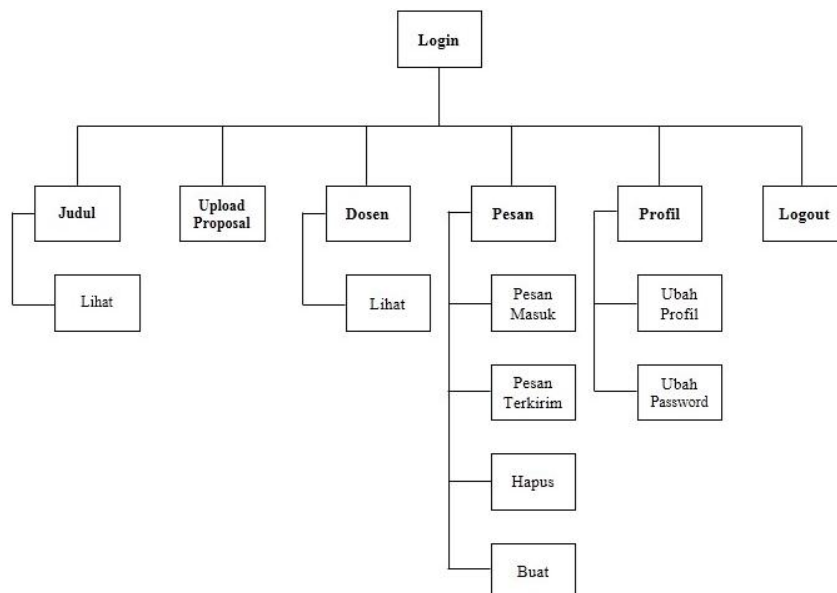 Login
Judul
Upload
Proposal
Dosen
Pesan
Profil
Logout
Lihat
Lihat
Pesan
Masuk
Ubah
Profil
Pesan
Terkirim
Ubah
Password
Hapus
Buat